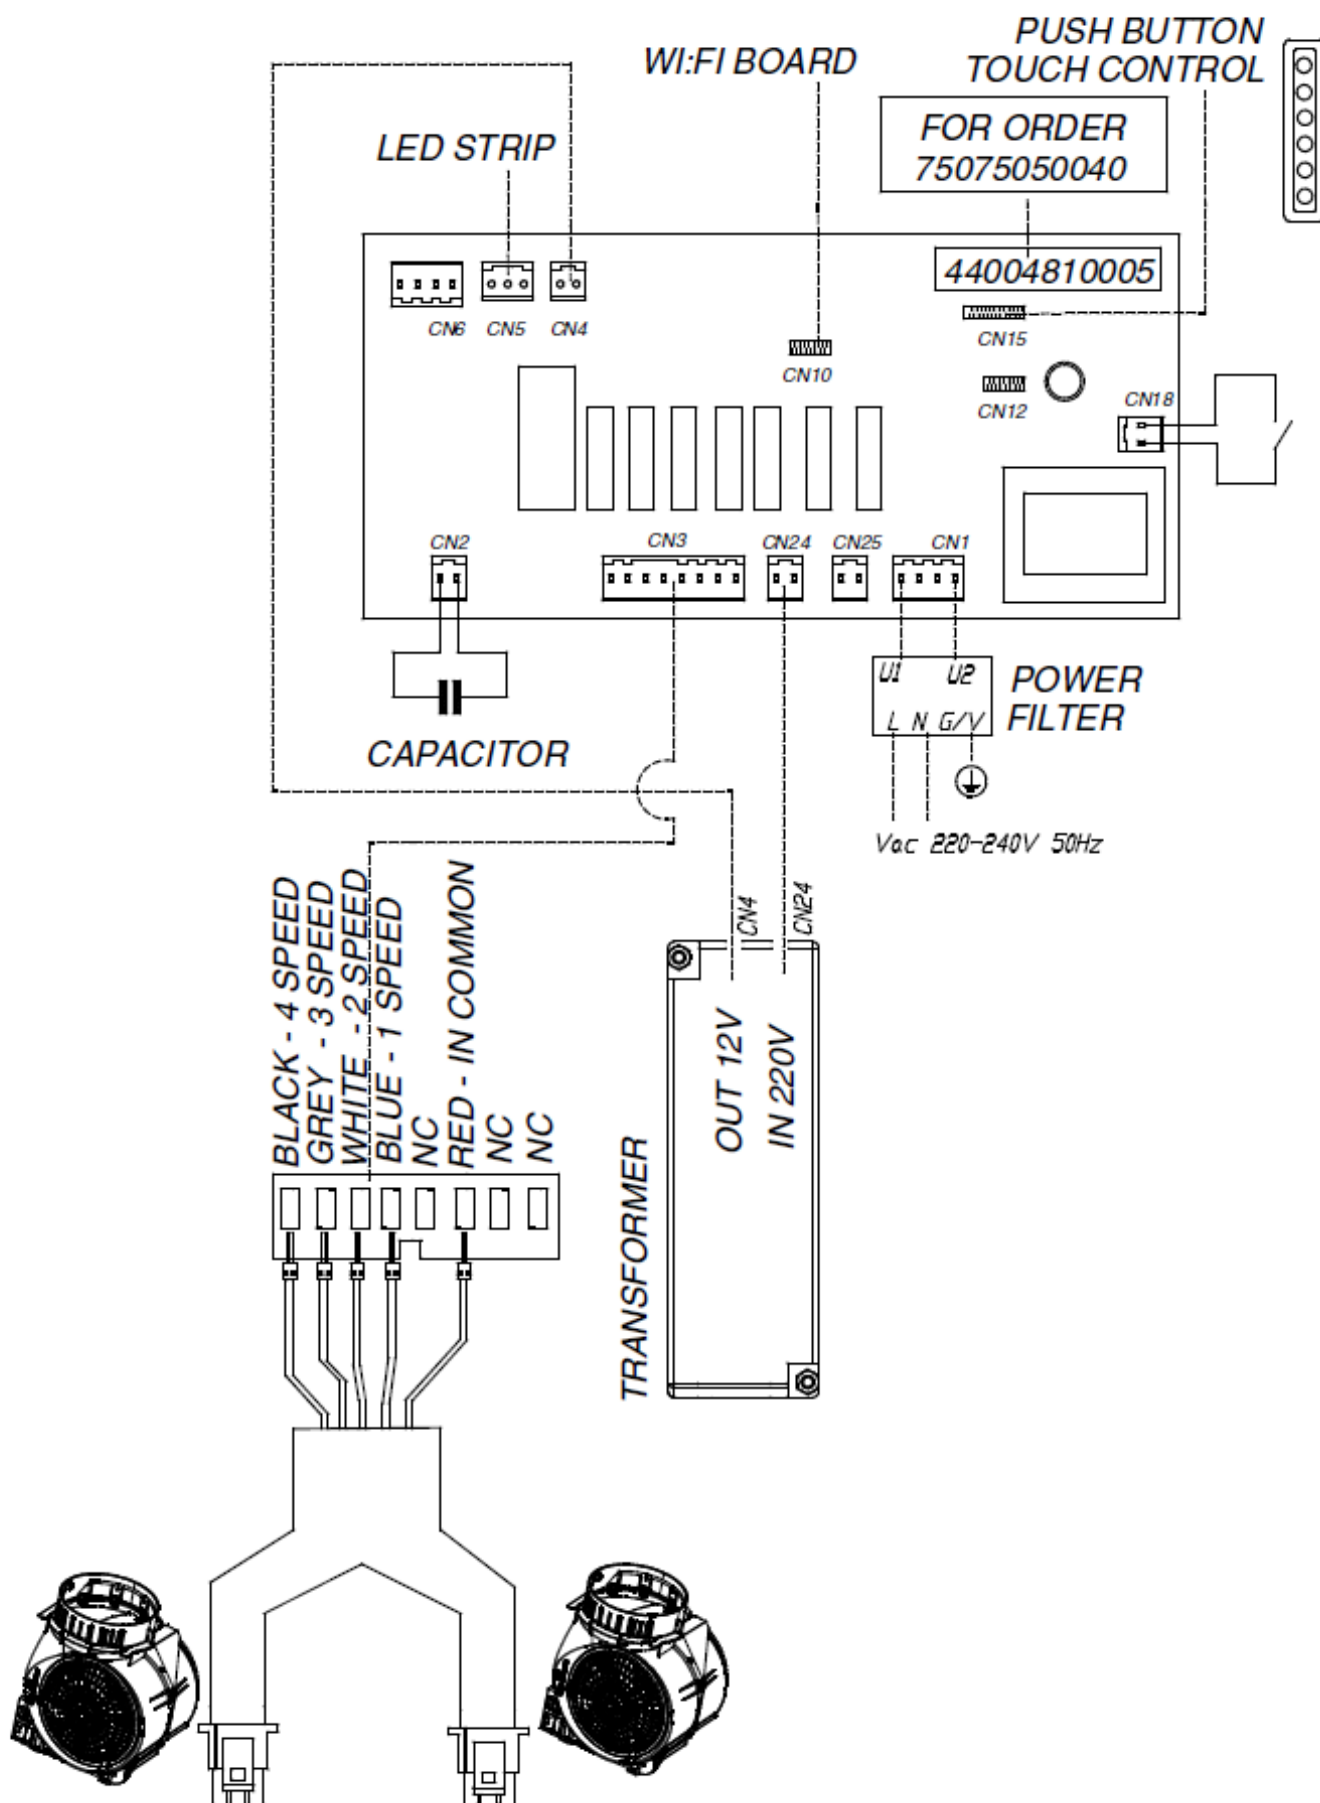 PUSH BUTTON
TOUCH CONTROL
WI:FI BOARD
FOR ORDER
75075050040
LED STRIP
44004810005
CN6
CN5
CN4
CN15
CN10
CN12
CN18
CN2
CN3
CN24
CN25
CN1
U1
U2
L N G/V
POWER
FILTER
CAPACITOR
Vac 220-240V 50Hz
BLACK - 4 SPEED
GREY - 3 SPEED
WHITE - 2 SPEED
BLUE - 1 SPEED
NC
RED - IN COMMON
NC
NC
CN4
CN24
OUT 12V
IN 220V
TRANSFORMER